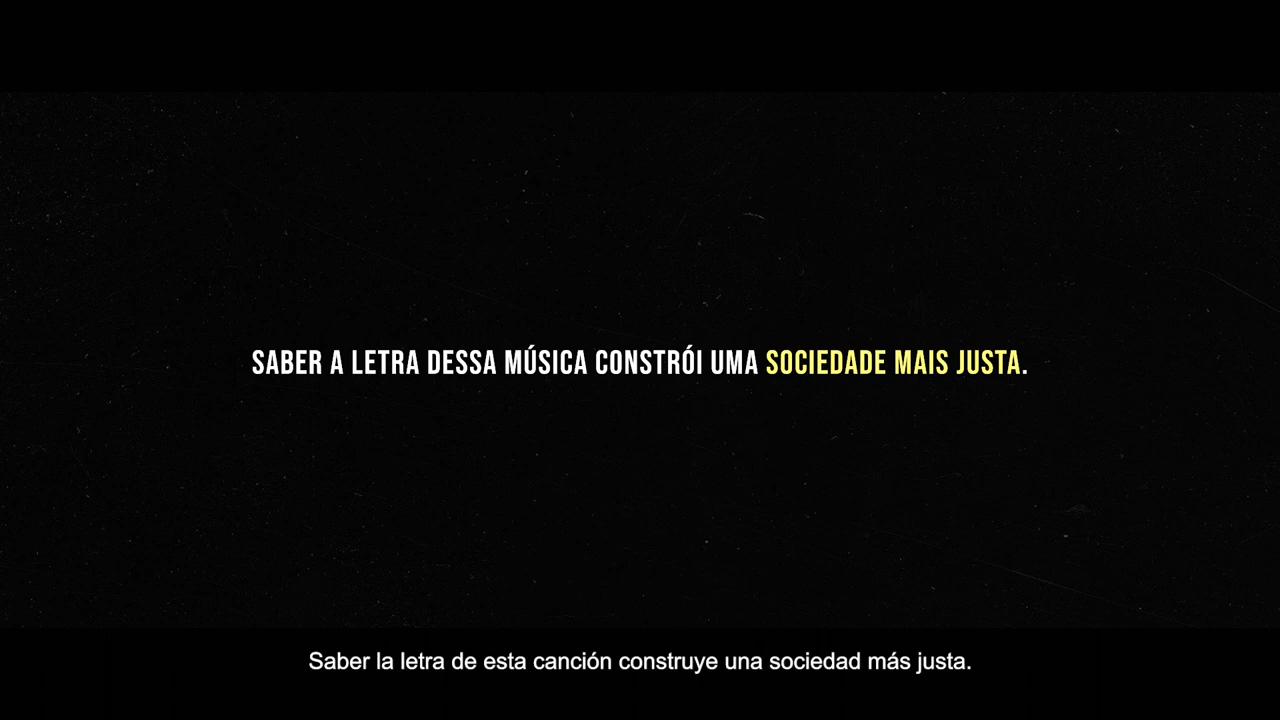 SABER A LETRA DESSA MÚSICA CONSTRÓI UMA SOCIEDADE MAIS JUSTA.
Saber la letra de esta canción construye una sociedad más justa.